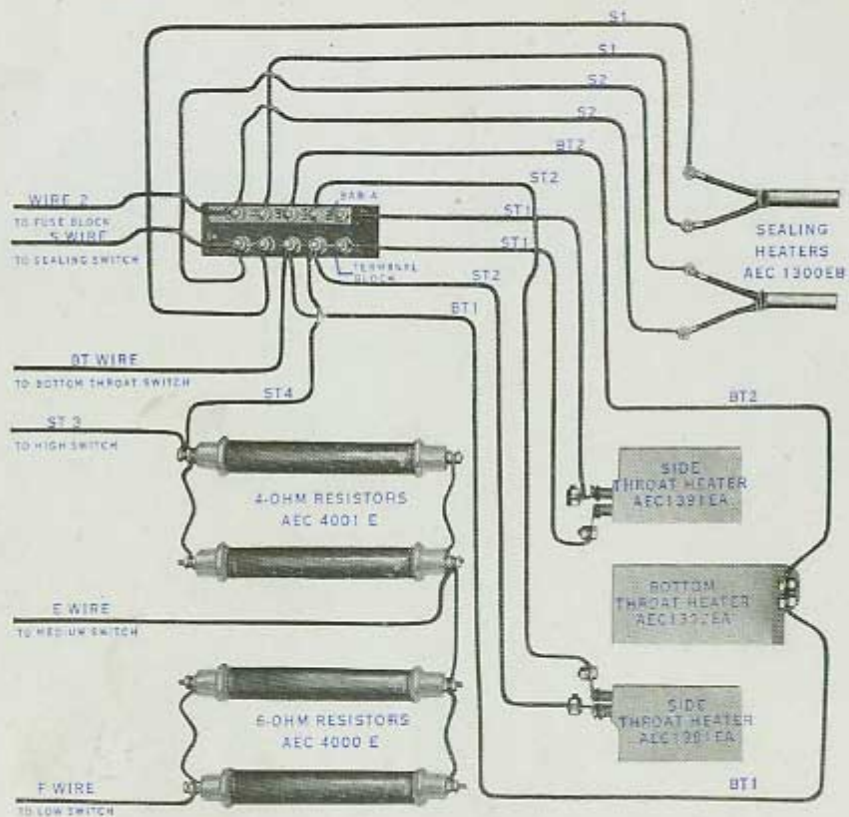 S1
S1
S2
S2
BT2
ST2
WIRE 2
TO FUSE BLOCK
S WIRE
TO SEALING SWITCH
BAR A
TERMINAL
BLOCK
ST1
ST1
ST2
BT1
SEALING
HEATERS
AEC 1300EB
BT WIRE
TO BOTTOM THROAT SWITCH
ST4
BT2
ST 3
TO HIGH SWITCH
4-OHM RESISTORS
AEC 4001 E
SIDE
THROAT HEATER
AEC1391EA
E WIRE
TO MEDIUM SWITCH
BOTTOM
THROAT HEATER
6-OHM RESISTORS
AEC 4000 E
SIDE
THROAT HEATER
F WIRE
TO LOW SWITCH
BT1